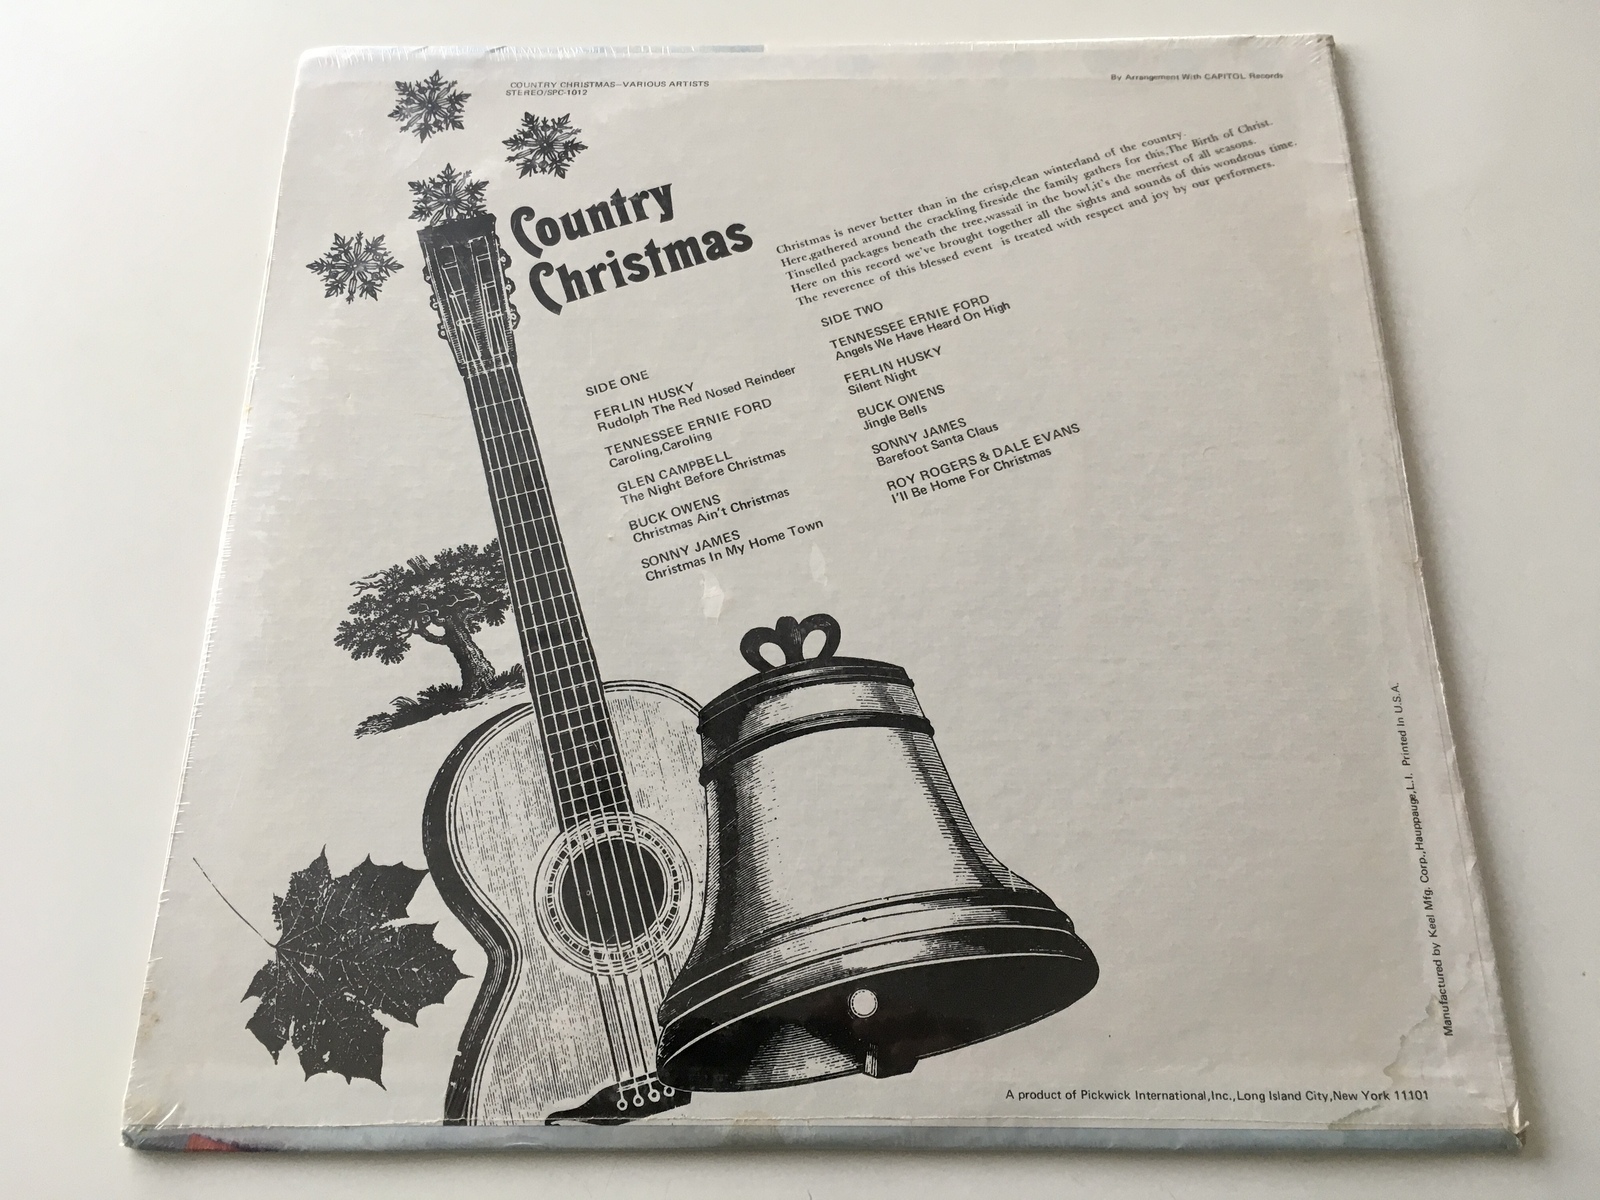 COUNTRY CHRISTMAS—VARIOUS ARTISTS
STEREO/SPC-1012
By Arrangement With CAPITOL Records
Country
Christmas
Christmas is never better than in the crisp,clean winterland of the country.
Here,gathered around the crackling fireside the family gathers for this,The Birth of Christ.
Tinselled packages beneath the tree,wassail in the bowl,it's the merriest of all seasons.
Here on this record we've brought together all the sights and sounds of this wondrous time.
The reverence of this blessed event is treated with respect and joy by our performers.
SIDE ONE
FERLIN HUSKY
Rudolph The Red Nosed Reindeer
TENNESSEE ERNIE FORD
Caroling,Caroling
GLEN CAMPBELL
The Night Before Christmas
BUCK OWENS
Christmas Ain't Christmas
SONNY JAMES
Christmas In My Home Town
SIDE TWO
TENNESSEE ERNIE FORD
Angels We Have Heard On High
FERLIN HUSKY
Silent Night
BUCK OWENS
Jingle Bells
SONNY JAMES
Barefoot Santa Claus
ROY ROGERS & DALE EVANS
I'll Be Home For Christmas
Manufactured by Keel Mfg. Corp.,Hauppauge,L.I. Printed In U.S.A.
A product of Pickwick International,Inc.,Long Island City,New York 11101